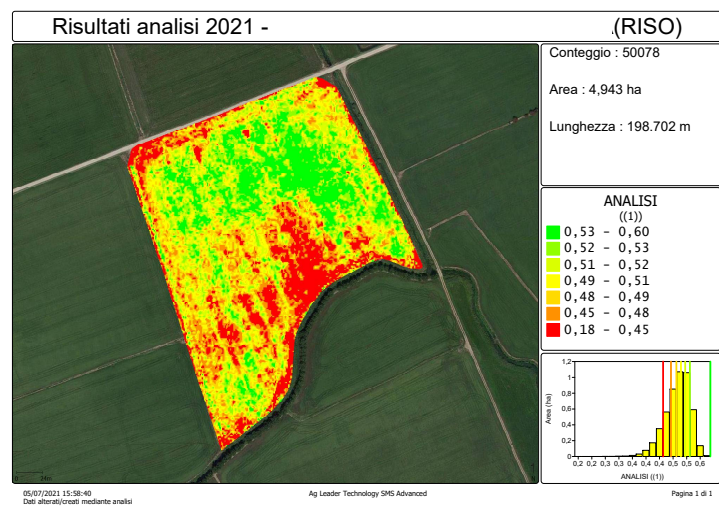 Risultati analisi 2021 - (RISO)
Conteggio : 50078
Area : 4,943 ha
Lunghezza : 198.702 m
ANALISI
((1))
0,53 - 0,60
0,52 - 0,53
0,51 - 0,52
0,49 - 0,51
0,48 - 0,49
0,45 - 0,48
0,18 - 0,45
1,2
1
0,8
0,6
0,4
0,2
0
Area (ha)
0,2 0,2 0,3 0,3 0,4 0,4 0,5 0,5 0,6 0,6
ANALISI ((1))
05/07/2021 15:58:40
Dati alterati/creati mediante analisi
Ag Leader Technology SMS Advanced
Pagina 1 di 1